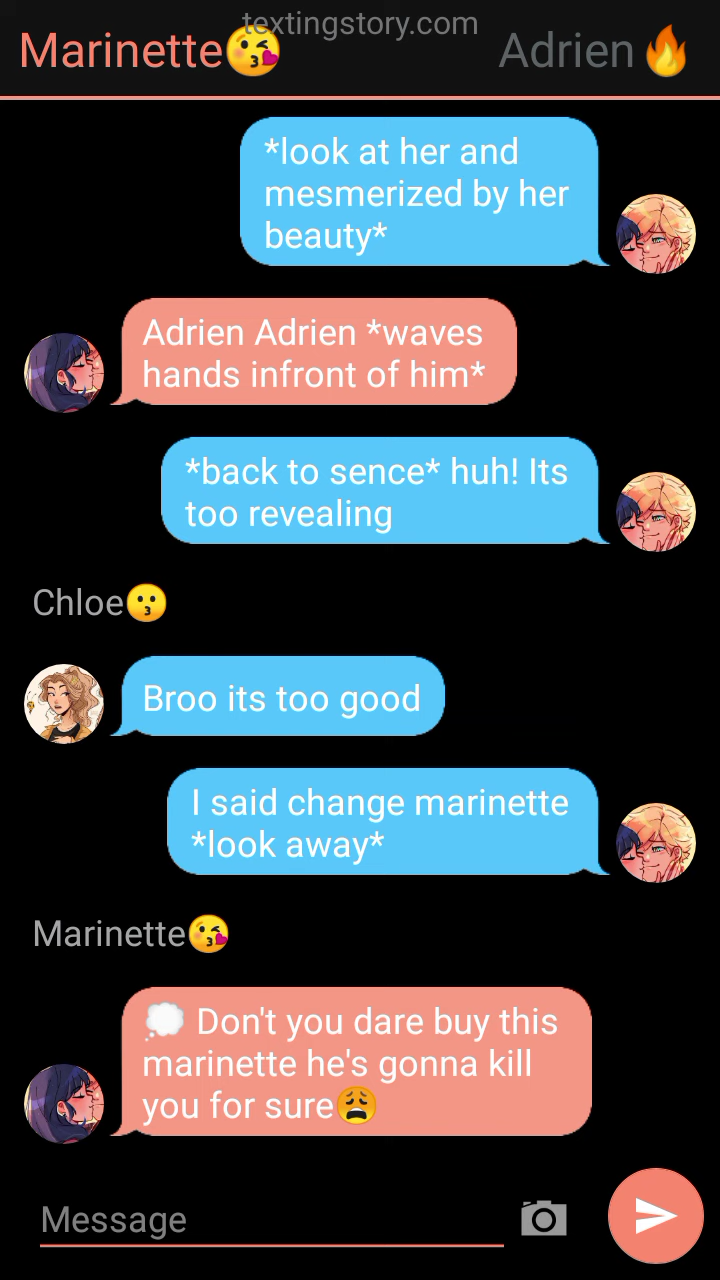 textingstory.com
Marinette😘 Adrien🔥
*look at her and
mesmerized by her
beauty*
Adrien Adrien *waves
hands infront of him*
*back to sence* huh! Its
too revealing
Chloe😗
Broo its too good
I said change marinette
*look away*
Marinette😘
💭 Don't you dare buy this
marinette he's gonna kill
you for sure😩
Message